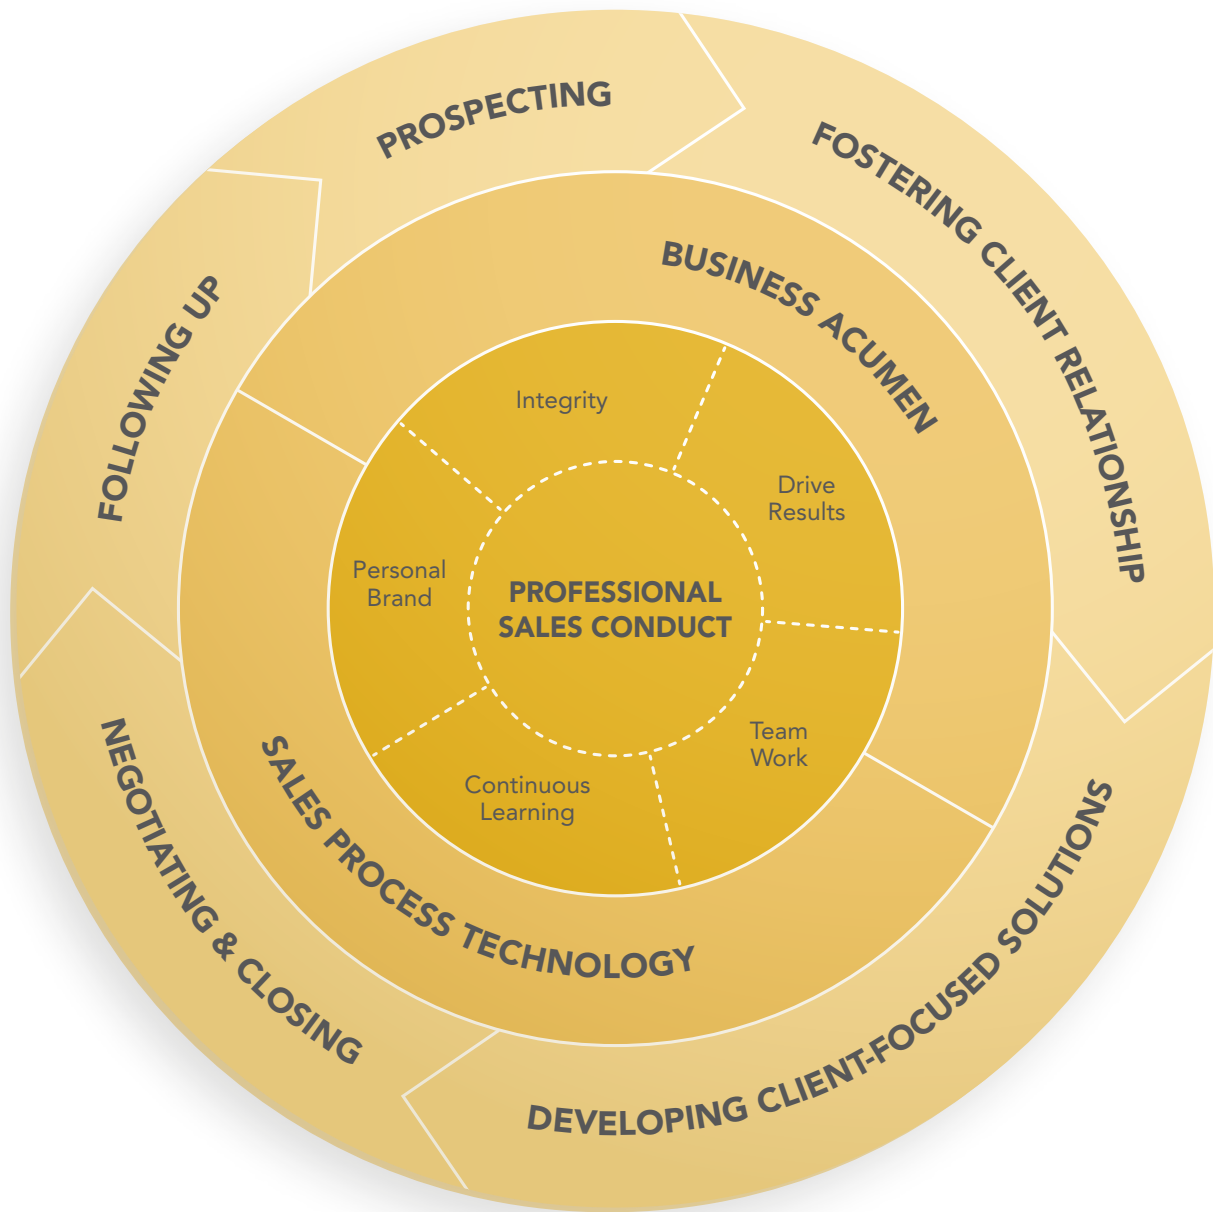 PROSPECTING
FOSTERING CLIENT RELATIONSHIP
DEVELOPING CLIENT-FOCUSED SOLUTIONS
NEGOTIATING & CLOSING
FOLLOWING UP
BUSINESS ACUMEN
SALES PROCESS TECHNOLOGY
Integrity
Drive
Results
Team
Work
Continuous
Learning
Personal
Brand
PROFESSIONAL
SALES CONDUCT